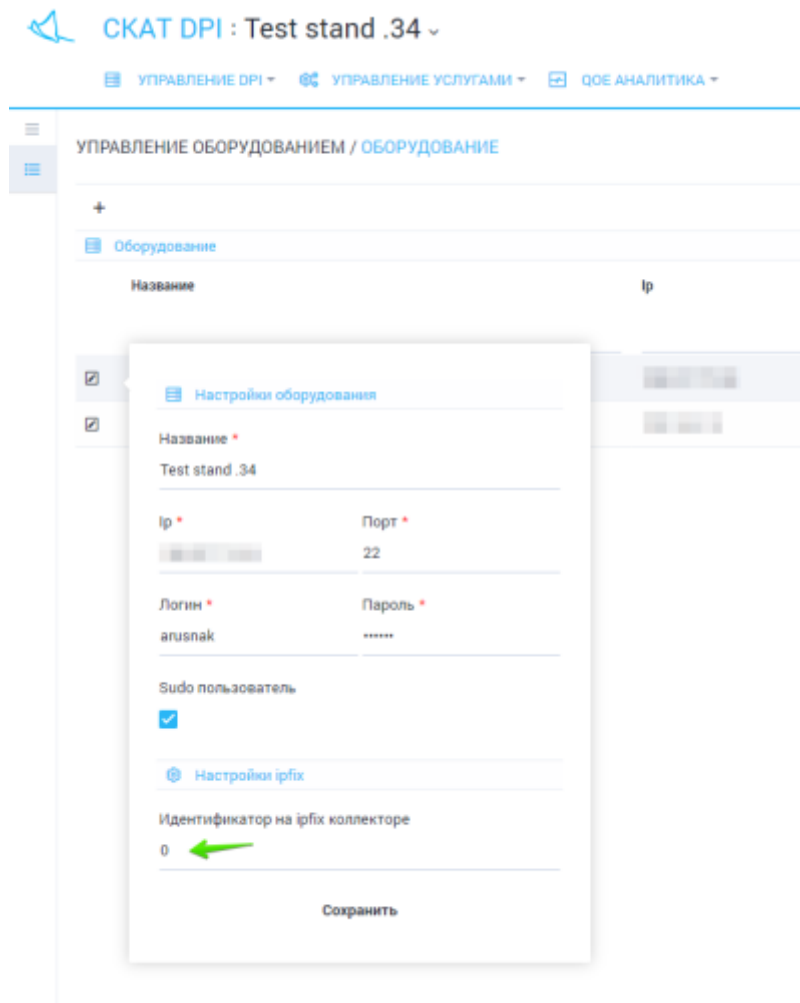 СКАТ DPI : Test stand .34
УПРАВЛЕНИЕ DPI УПРАВЛЕНИЕ УСЛУГАМИ QOE АНАЛИТИКА
УПРАВЛЕНИЕ ОБОРУДОВАНИЕМ / ОБОРУДОВАНИЕ
+
Оборудование
Название Ip
Настройки оборудования
Название *
Test stand .34
Ip * Порт *
22
Логин * Пароль *
arusnak ••••••
Sudo пользователь
Настройки ipfix
Идентификатор на ipfix коллекторе
0
Сохранить